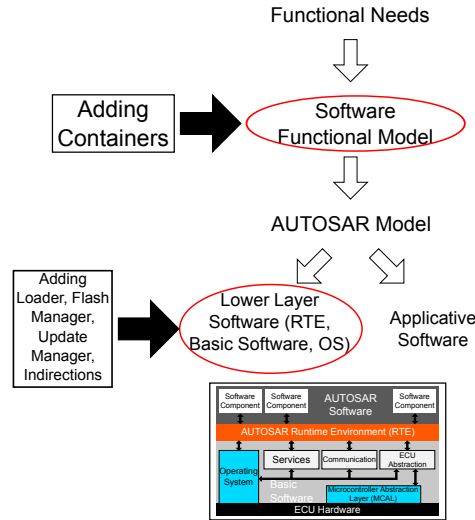 Functional Needs
Adding
Containers
Software
Functional Model
AUTOSAR Model
Adding
Loader, Flash
Manager,
Update
Manager,
Indirections
Lower Layer
Software (RTE,
Basic Software, OS)
Applicative
Software
Software
Component
Software
Component
AUTOSAR
Software
Software
Component
AUTOSAR Runtime Environment (RTE)
Operating
System
Services
Communication
ECU
Abstraction
Basic
Software
Microcontroller Abstraction
Layer (MCAL)
ECU Hardware